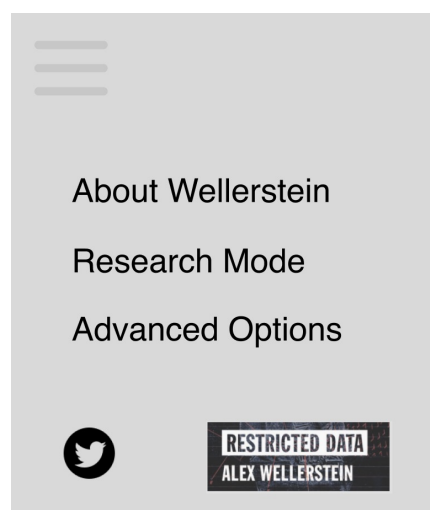 About Wellerstein
Research Mode
Advanced Options
RESTRICTED DATA
ALEX WELLERSTEIN